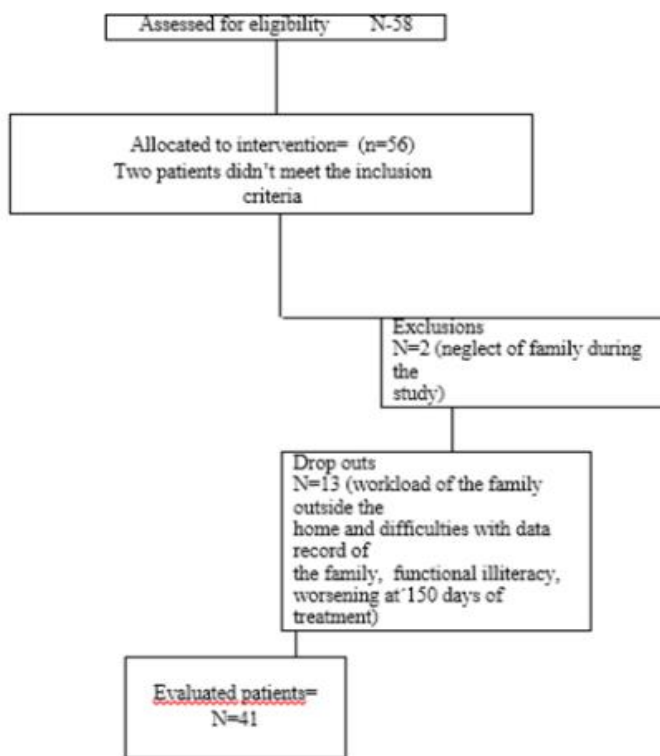 Assessed for eligibility N-58
Allocated to intervention= (n=56)
Two patients didn't meet the inclusion
criteria
Exclusions
N=2 (neglect of family during
the
study)
Drop outs
N=13 (workload of the family
outside the
home and difficulties with data
record of
the family, functional illiteracy,
worsening at´150 days of
treatment)
Evaluated patients=
N=41